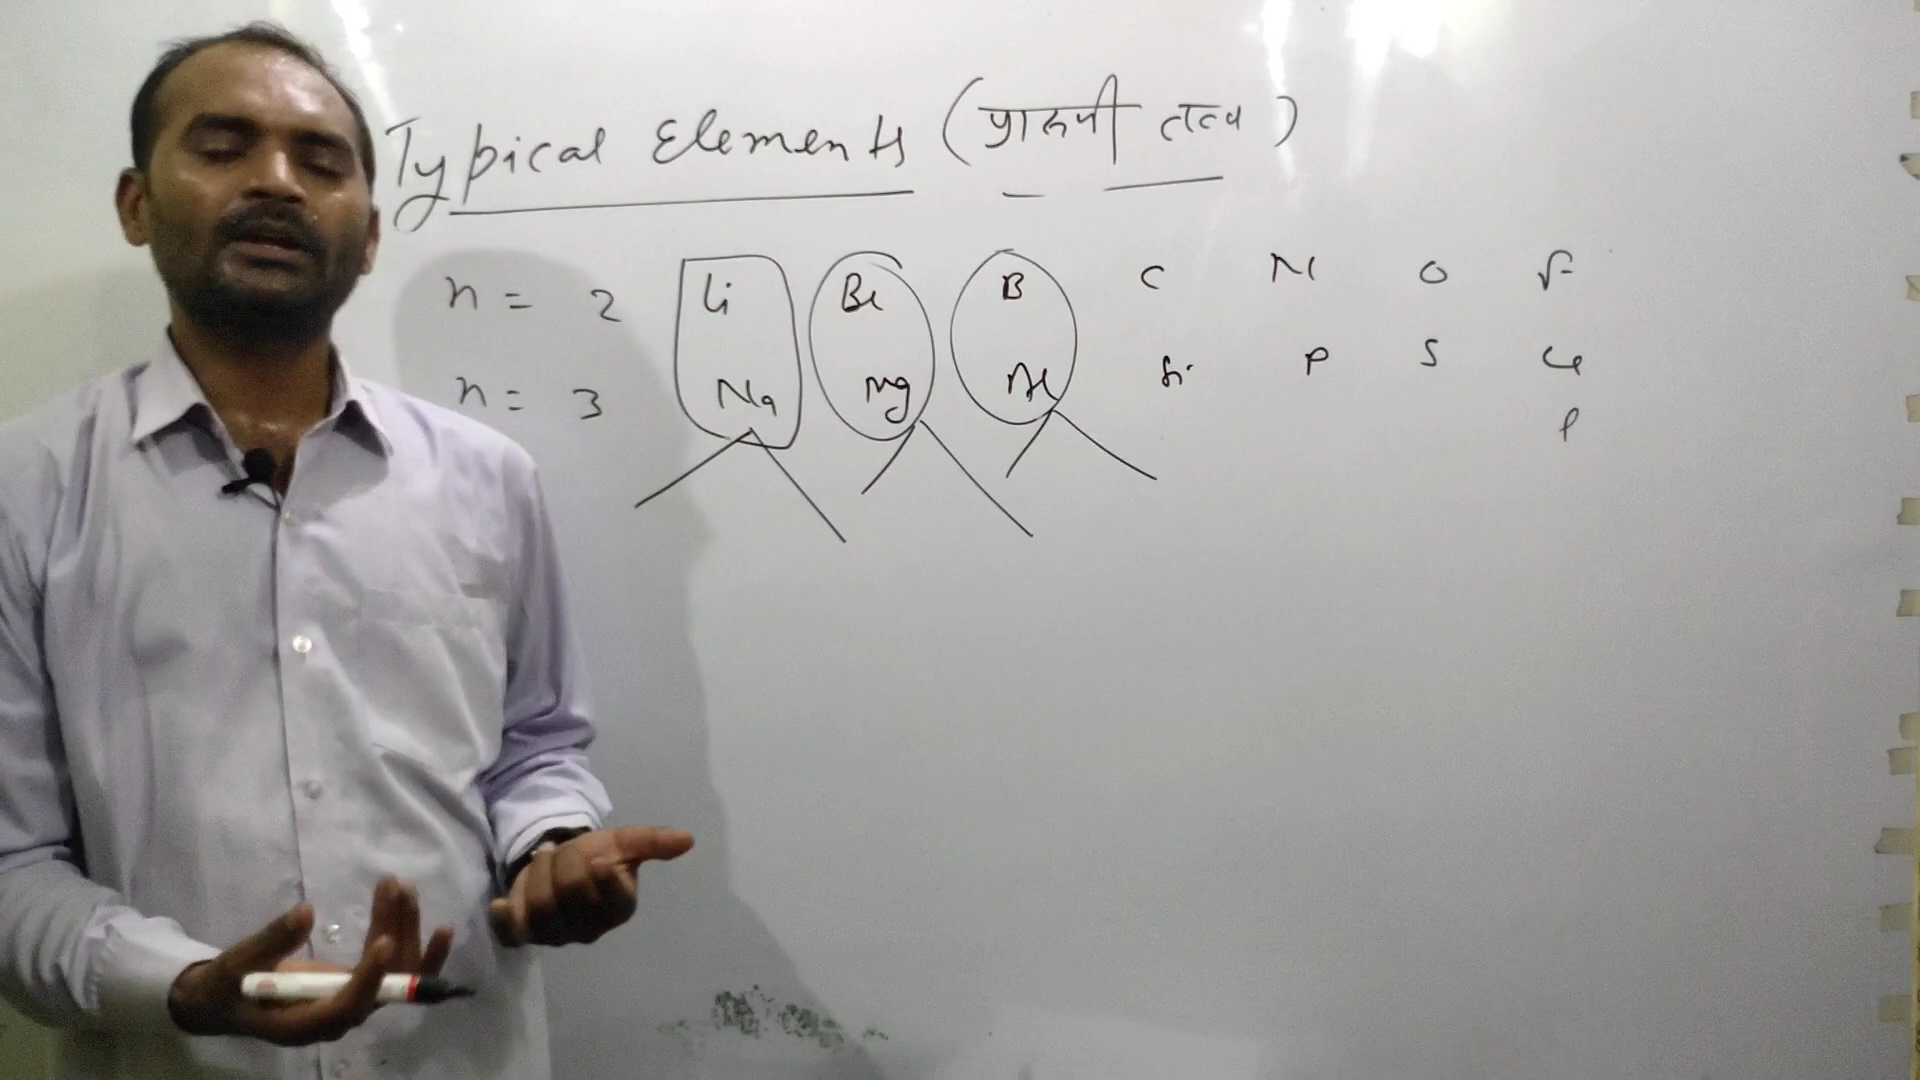 Typical Elements (प्रारूपी तत्व)
n = 2 Li Be B C N O F
n = 3 Na Mg Al Si P S Cl